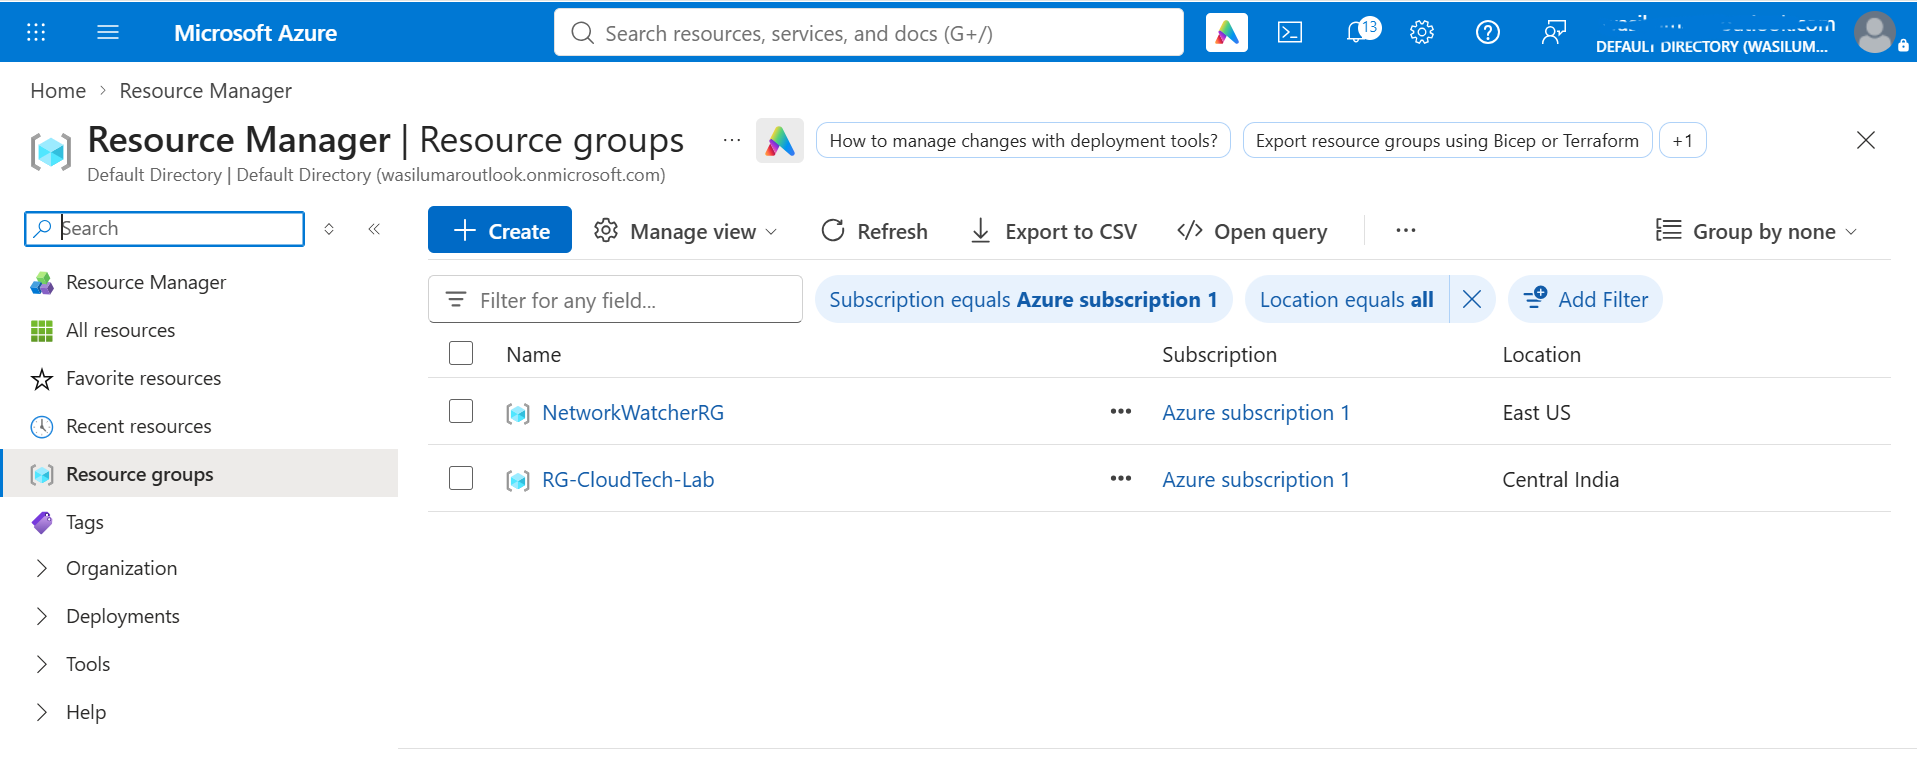 Microsoft Azure
Search resources, services, and docs (G+/)
13
DEFAULT DIRECTORY (WASILUM...
Home > Resource Manager
Resource Manager | Resource groups
...
How to manage changes with deployment tools?
Export resource groups using Bicep or Terraform
+1
Default Directory | Default Directory (wasilumaroutlook.onmicrosoft.com)
Search
Resource Manager
All resources
Favorite resources
Recent resources
Resource groups
Tags
Organization
Deployments
Tools
Help
Create
Manage view
Refresh
Export to CSV
Open query
...
Group by none
Filter for any field...
Subscription equals Azure subscription 1
Location equals all
Add Filter
Name Subscription Location
NetworkWatcherRG ... Azure subscription 1 East US
RG-CloudTech-Lab ... Azure subscription 1 Central India